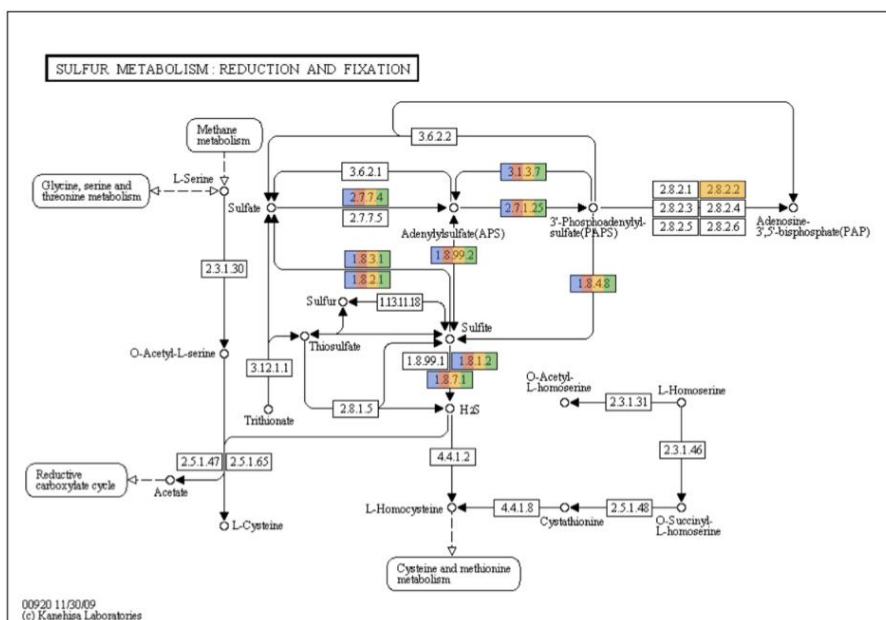 SULFUR METABOLISM : REDUCTION AND FIXATION
Methane
metabolism
3.6.2.2
L-Serine
Glycine, serine and
threonine metabolism
3.6.2.1
3.1.3.7
2.7.7.4
2.7.7.5
Sulfate
Adenylylsulfate(APS)
2.7.1.25
3'-Phosphoadenylyl-
sulfate(PAPS)
2.8.2.1
2.8.2.2
2.8.2.3
2.8.2.4
2.8.2.5
2.8.2.6
Adenosine-
3',5'-bisphosphate(PAP)
1.8.3.1
1.8.2.1
1.8.99.2
1.8.4.8
2.3.1.30
Sulfur
1.13.11.18
Sulfite
Thiosulfate
O-Acetyl-L-serine
3.12.1.1
1.8.99.1
1.8.1.2
1.8.7.1
O-Acetyl-
L-homoserine
L-Homoserine
2.3.1.31
Trithionate
2.8.1.5
H2S
2.3.1.46
2.5.1.47
2.5.1.65
4.4.1.2
Reductive
carboxylate cycle
Acetate
L-Cysteine
L-Homocysteine
4.4.1.8
Cystathionine
2.5.1.48
O-Succinyl-
L-homoserine
Cysteine and methionine
metabolism
00920 11/30/09
(c) Kanehisa Laboratories